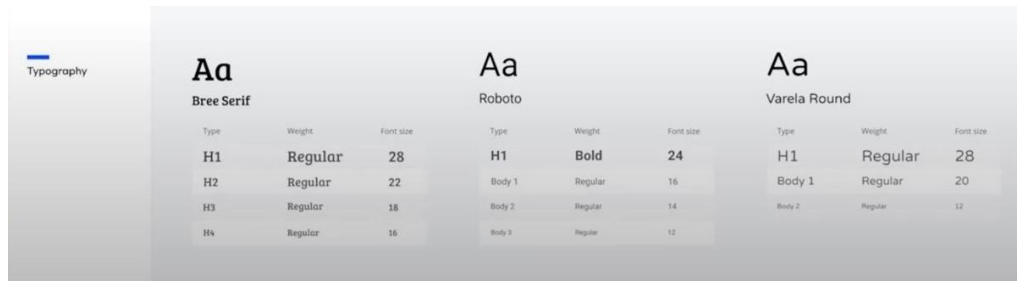 Typography
Aa
Bree Serif
Type Weight Font size
H1 Regular 28
H2 Regular 22
H3 Regular 18
H4 Regular 16
Aa
Roboto
Type Weight Font size
H1 Bold 24
Body 1 Regular 16
Body 2 Regular 14
Body 3 Regular 12
Aa
Varela Round
Type Weight Font size
H1 Regular 28
Body 1 Regular 20
Body 2 Regular 12